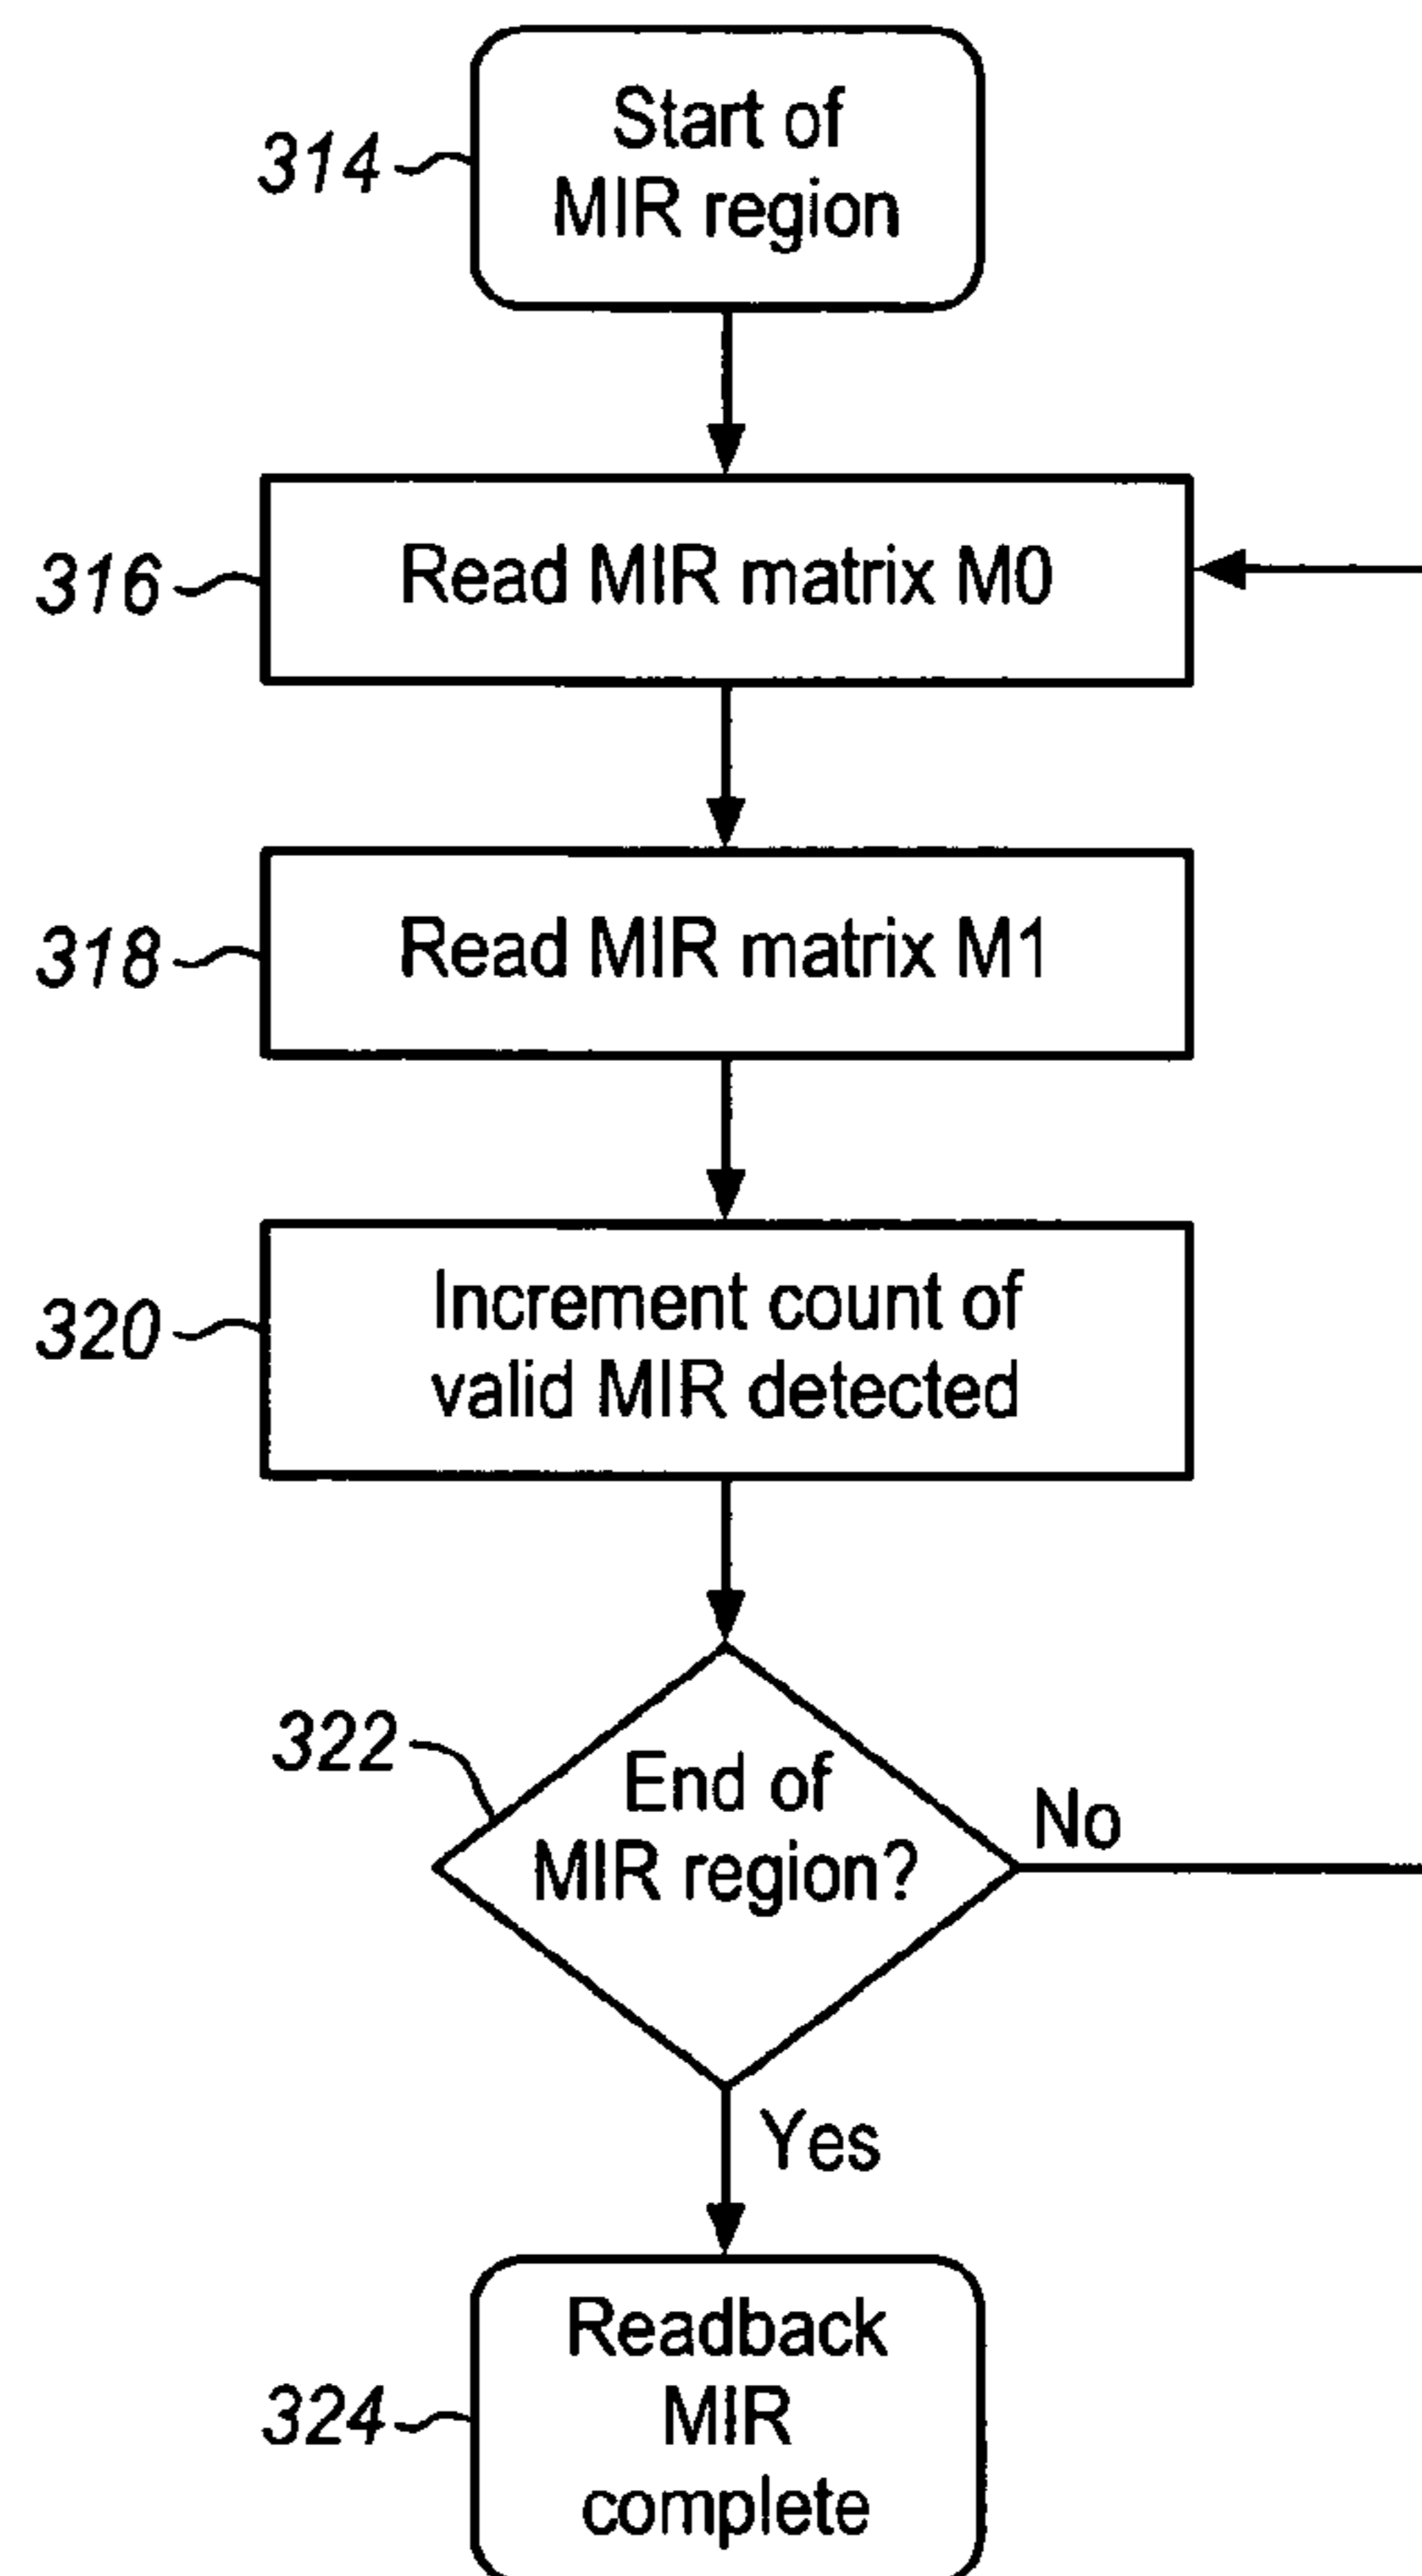 314
Start of
MIR region
316
Read MIR matrix M0
318
Read MIR matrix M1
320
Increment count of
valid MIR detected
322
End of
MIR region?
No
Yes
324
Readback
MIR
complete